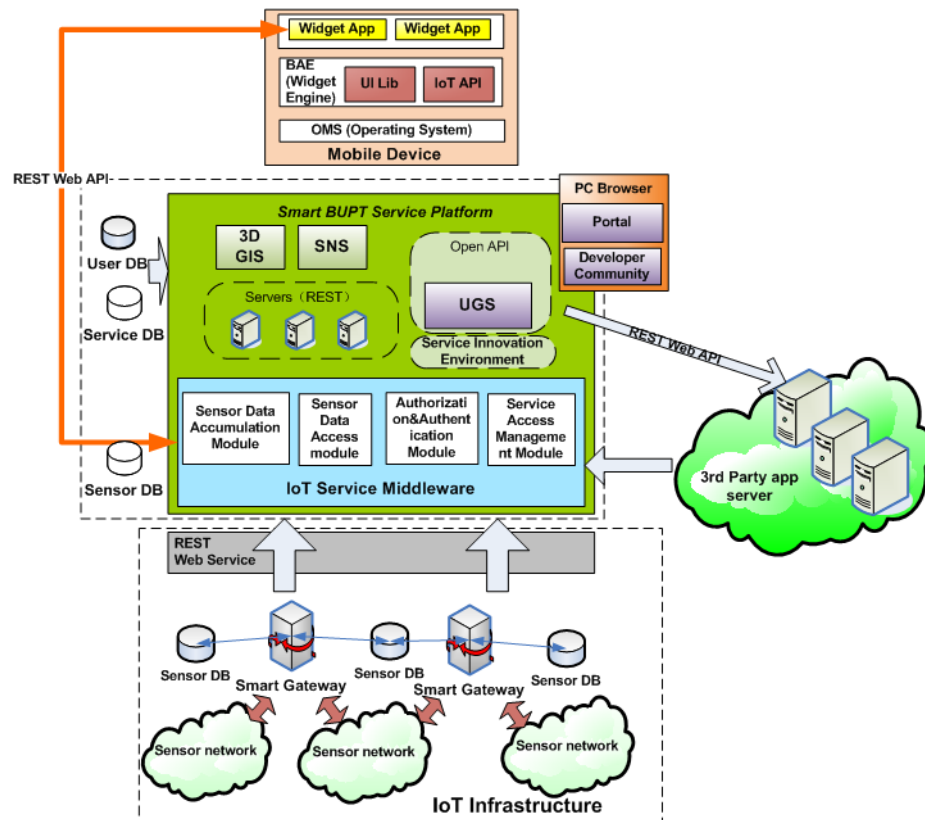 Widget App
Widget App
BAE
(Widget
Engine)
UI Lib
IoT API
OMS (Operating System)
Mobile Device
REST Web API
PC Browser
Portal
Developer
Community
Smart BUPT Service Platform
3D
GIS
SNS
Open API
UGS
User DB
Service DB
Servers（REST）
Service Innovation
Environment
REST Web API
Sensor Data
Accumulation
Module
Sensor
Data
Access
module
Authorizati
on&Authent
ication
Module
Service
Access
Manageme
nt Module
IoT Service Middleware
Sensor DB
3rd Party app
server
REST
Web Service
Sensor DB
Smart Gateway
Sensor DB
Smart Gateway
Sensor DB
Sensor network
Sensor network
Sensor network
IoT Infrastructure